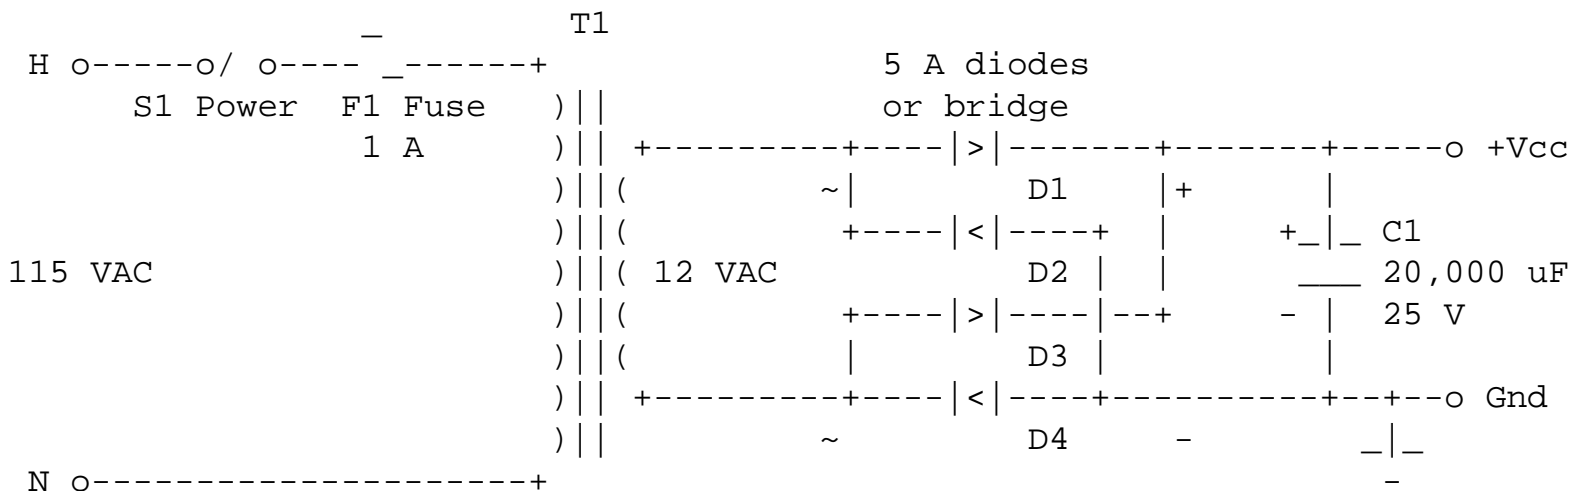 _         T1
 H o-----o/ o---- _------+                5 A diodes
      S1 Power  F1 Fuse   )||             or bridge
                 1 A      )|| +---------+----|>|-------+-------+-----o +Vcc
                          )||(         ~|        D1    |+      |
                          )||(          +----|<|----+  |     +_|_ C1
115 VAC                   )||( 12 VAC            D2 |  |      ___ 20,000 uF
                          )||(          +----|>|----|--+     - |  25 V
                          )||(          |        D3 |          |
                          )|| +---------+----|<|----+----------+--+--o Gnd
                          )||          ~         D4    -         _|_
 N o---------------------+                                        -